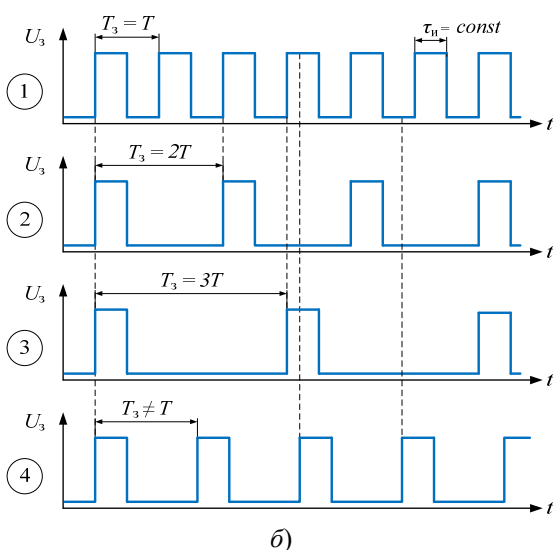 U₃ T₃ = T τи = const
1
t
U₃ T₃ = 2T
2
t
U₃ T₃ = 3T
3
t
U₃ T₃ ≠ T
4
t
б)